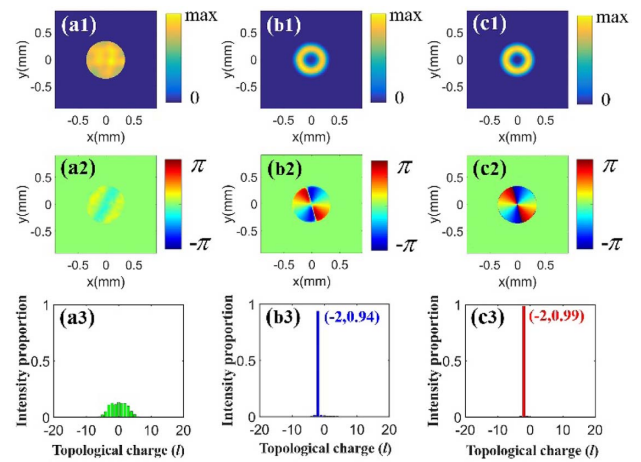 (a1)
max
0
y(mm)
0.5
0
-0.5
-0.5 0 0.5
x(mm)
(b1)
max
0
y(mm)
0.5
0
-0.5
-0.5 0 0.5
x(mm)
(c1)
max
0
y(mm)
0.5
0
-0.5
-0.5 0 0.5
x(mm)
(a2)
π
-π
y(mm)
0.5
0
-0.5
-0.5 0 0.5
x(mm)
(b2)
π
-π
y(mm)
0.5
0
-0.5
-0.5 0 0.5
x(mm)
(c2)
π
-π
y(mm)
0.5
0
-0.5
-0.5 0 0.5
x(mm)
(a3)
Intensity proportion
1
0.5
0
-20 -10 0 10 20
Topological charge (l)
(b3)
(-2,0.94)
Intensity proportion
1
0.5
0
-20 -10 0 10 20
Topological charge (l)
(c3)
(-2,0.99)
Intensity proportion
1
0.5
0
-20 -10 0 10 20
Topological charge (l)